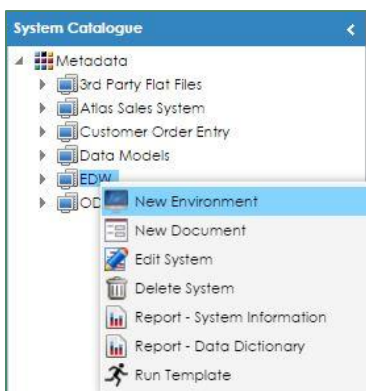 System Catalogue
Metadata
3rd Party Flat Files
Atlas Sales System
Customer Order Entry
Data Models
EDW
New Environment
New Document
Edit System
Delete System
Report - System Information
Report - Data Dictionary
Run Template